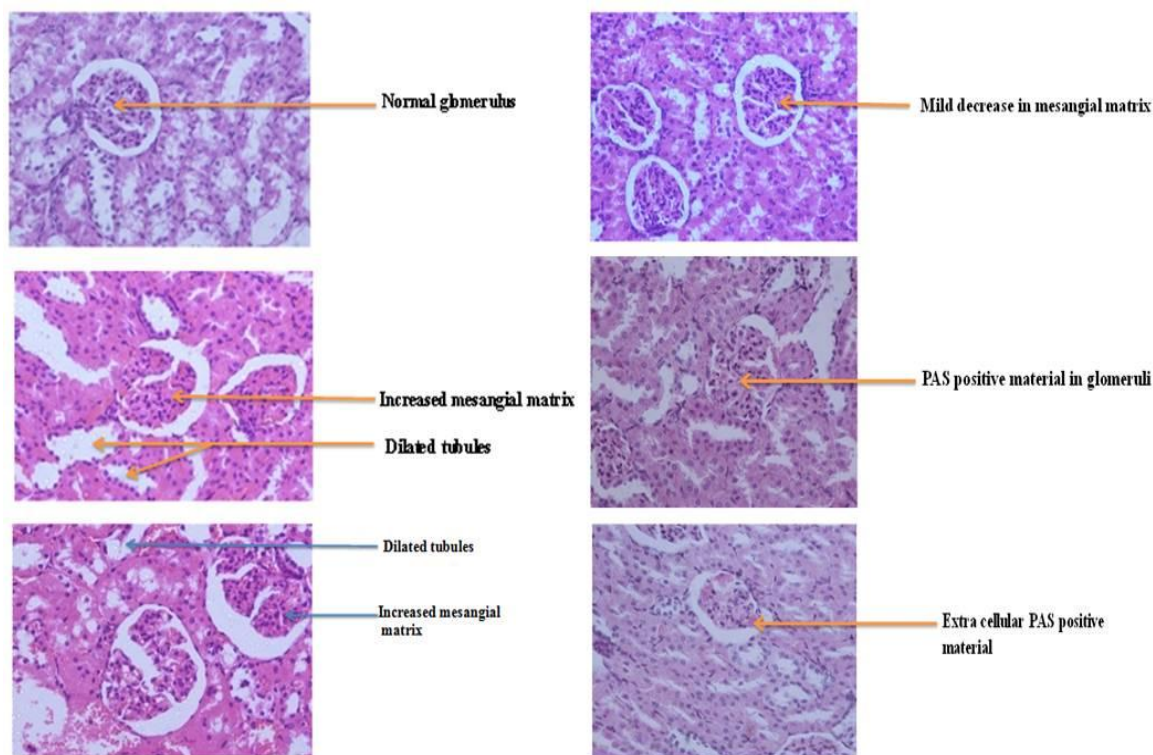 Normal glomerulus
Mild decrease in mesangial matrix
Increased mesangial matrix
Dilated tubules
PAS positive material in glomeruli
Dilated tubules
Increased mesangial
matrix
Extra cellular PAS positive
material